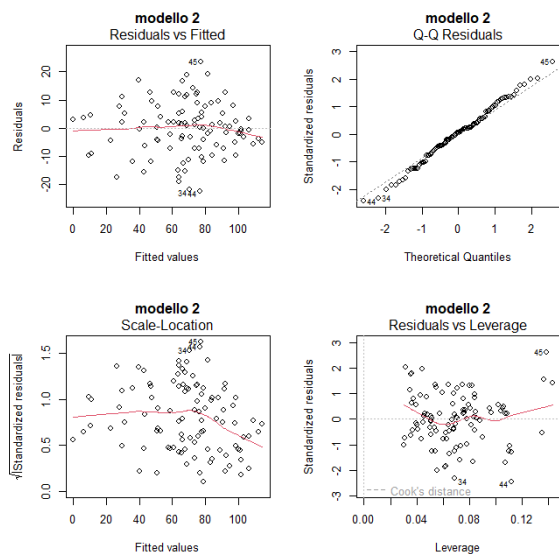 modello 2
Residuals vs Fitted
Residuals
20
10
0
-10
-20
45
34
44
0 20 40 60 80 100
Fitted values
modello 2
Q-Q Residuals
Standardized residuals
3
2
1
0
-1
-2
45
34
44
-2 -1 0 1 2
Theoretical Quantiles
modello 2
Scale-Location
√|Standardized residuals|
1.5
1.0
0.5
0.0
45
34
44
0 20 40 60 80 100
Fitted values
modello 2
Residuals vs Leverage
Standardized residuals
3
2
1
0
-1
-2
-3
45
34
44
Cook's distance
0.00 0.04 0.08 0.12
Leverage